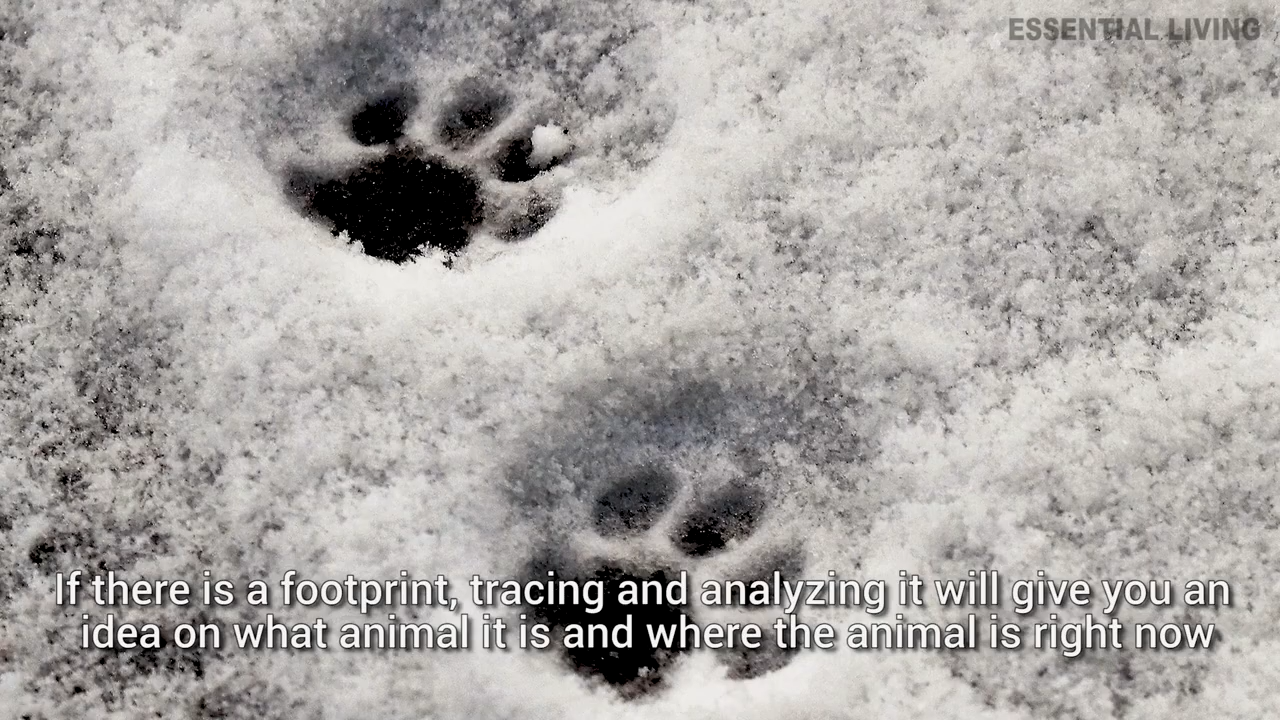 ESSENTIAL LIVING
If there is a footprint, tracing and analyzing it will give you an
idea on what animal it is and where the animal is right now